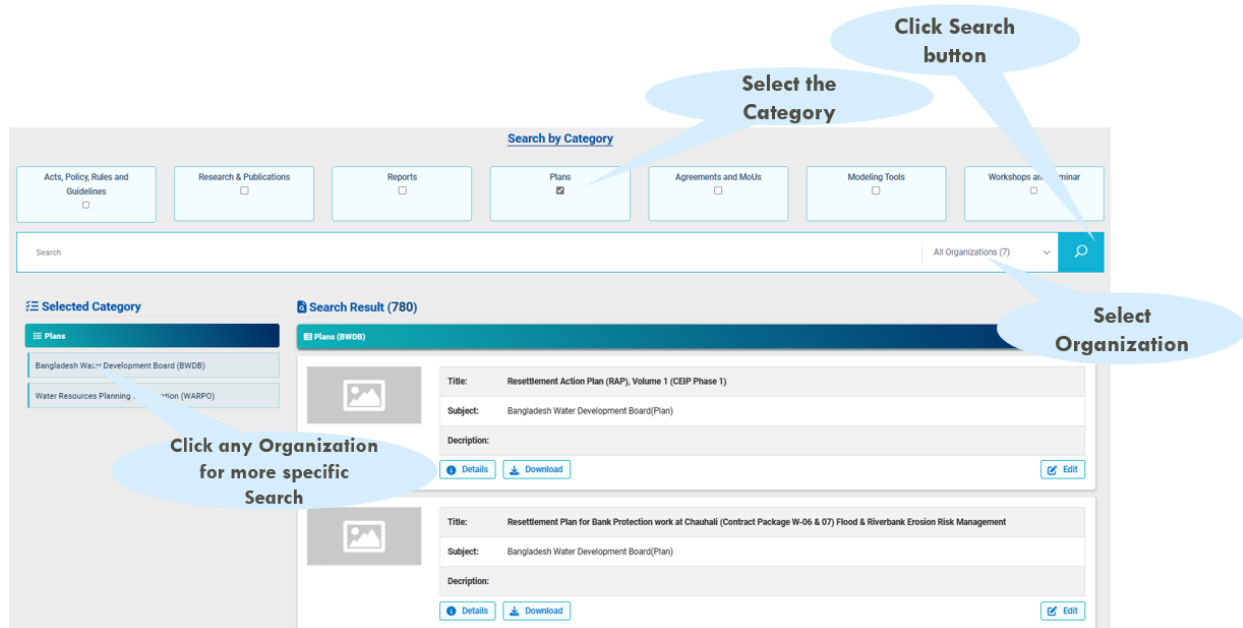 Click Search
button
Select the
Category
Search by Category
Acts, Policy, Rules and
Guidelines
Research & Publications
Reports
Plans
Agreements and MoUs
Modeling Tools
Workshops an minar
Search
All Organizations (7)
Selected Category
Search Result (780)
Select
Organization
Plans
Plans (BWDB)
Bangladesh Wa Development Board (BWDB)
Water Resources Planning ation (WARPO)
Click any Organization
for more specific
Search
Title: Resettlement Action Plan (RAP), Volume 1 (CEIP Phase 1)
Subject: Bangladesh Water Development Board(Plan)
Decription:
Details Download Edit
Title: Resettlement Plan for Bank Protection work at Chauhali (Contract Package W-06 & 07) Flood & Riverbank Erosion Risk Management
Subject: Bangladesh Water Development Board(Plan)
Decription:
Details Download Edit